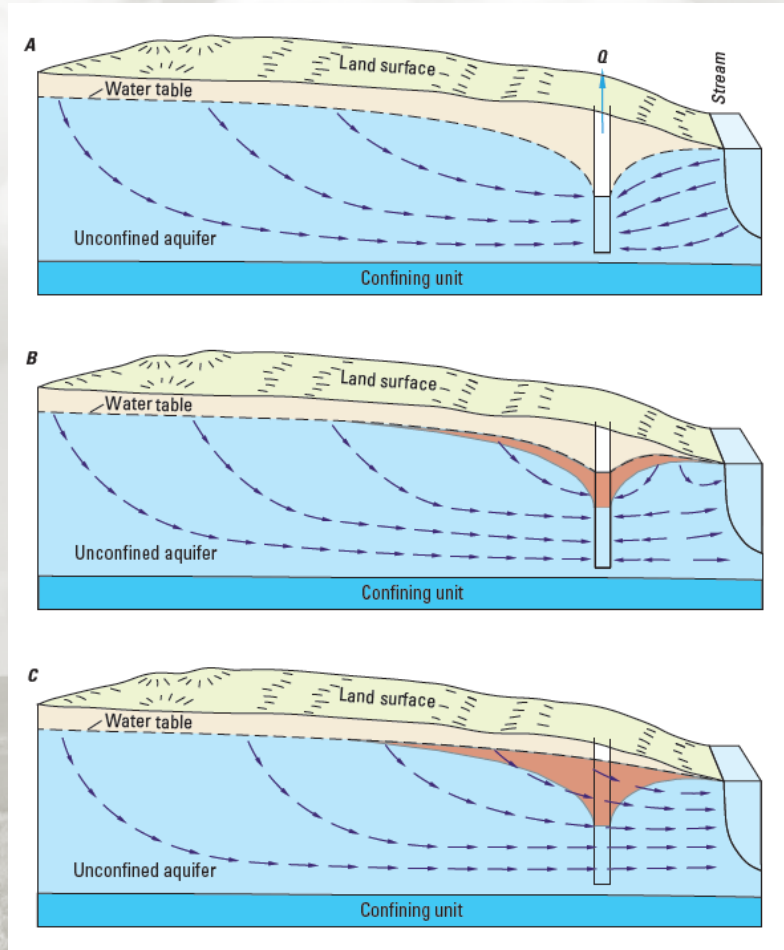 A
Land surface
Q
Stream
Water table
Unconfined aquifer
Confining unit
B
Land surface
Water table
Unconfined aquifer
Confining unit
C
Land surface
Water table
Unconfined aquifer
Confining unit